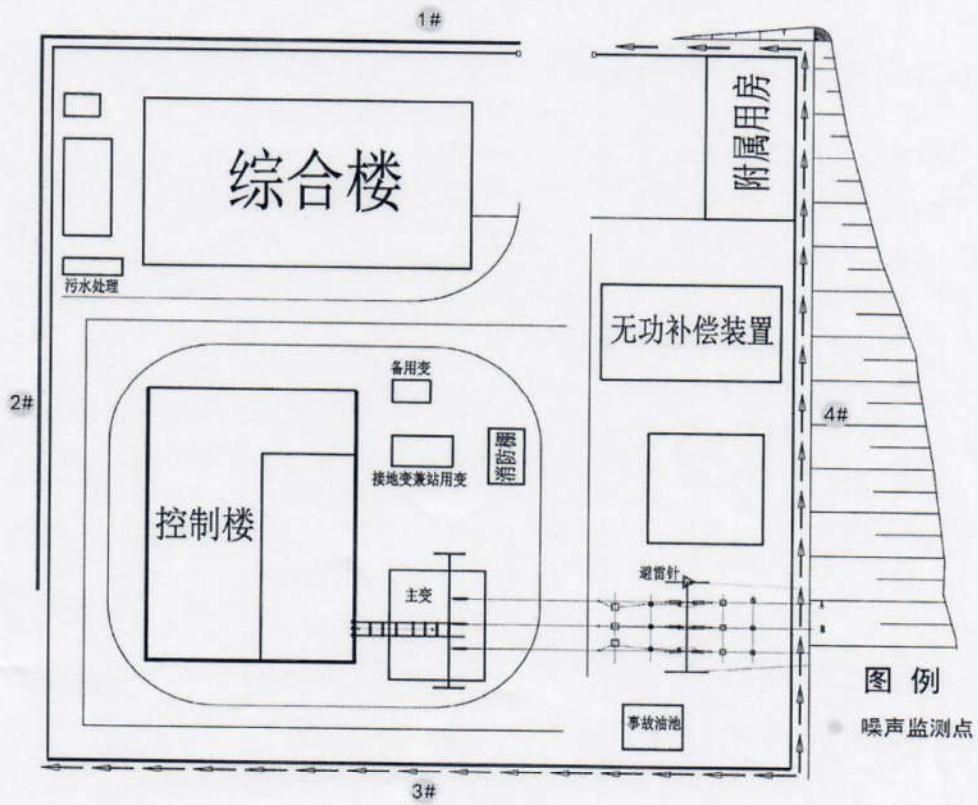 1#
综合楼
附属用房
污水处理
无功补偿装置
备用变
2#
4#
消防棚
接地变兼站用变
控制楼
避雷针
主变
图 例
事故油池
噪声监测点
3#